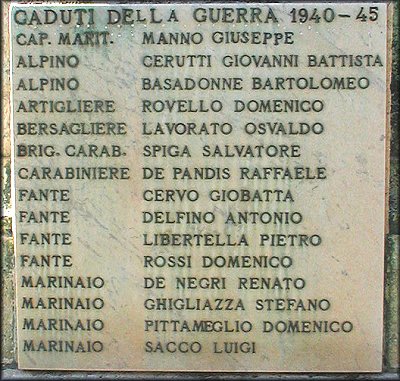 CADUTI DELLA GUERRA 1940-45
CAP. MARIT. MANNO GIUSEPPE
ALPINO CERUTTI GIOVANNI BATTISTA
ALPINO BASADONNE BARTOLOMEO
ARTIGLIERE ROVELLO DOMENICO
BERSAGLIERE LAVORATO OSVALDO
BRIG. CARAB. SPIGA SALVATORE
CARABINIERE DE PANDIS RAFFAELE
FANTE CERVO GIOBATTA
FANTE DELFINO ANTONIO
FANTE LIBERTELLA PIETRO
FANTE ROSSI DOMENICO
MARINAIO DE NEGRI RENATO
MARINAIO GHIGLIAZZA STEFANO
MARINAIO PITTAMEGLIO DOMENICO
MARINAIO SACCO LUIGI